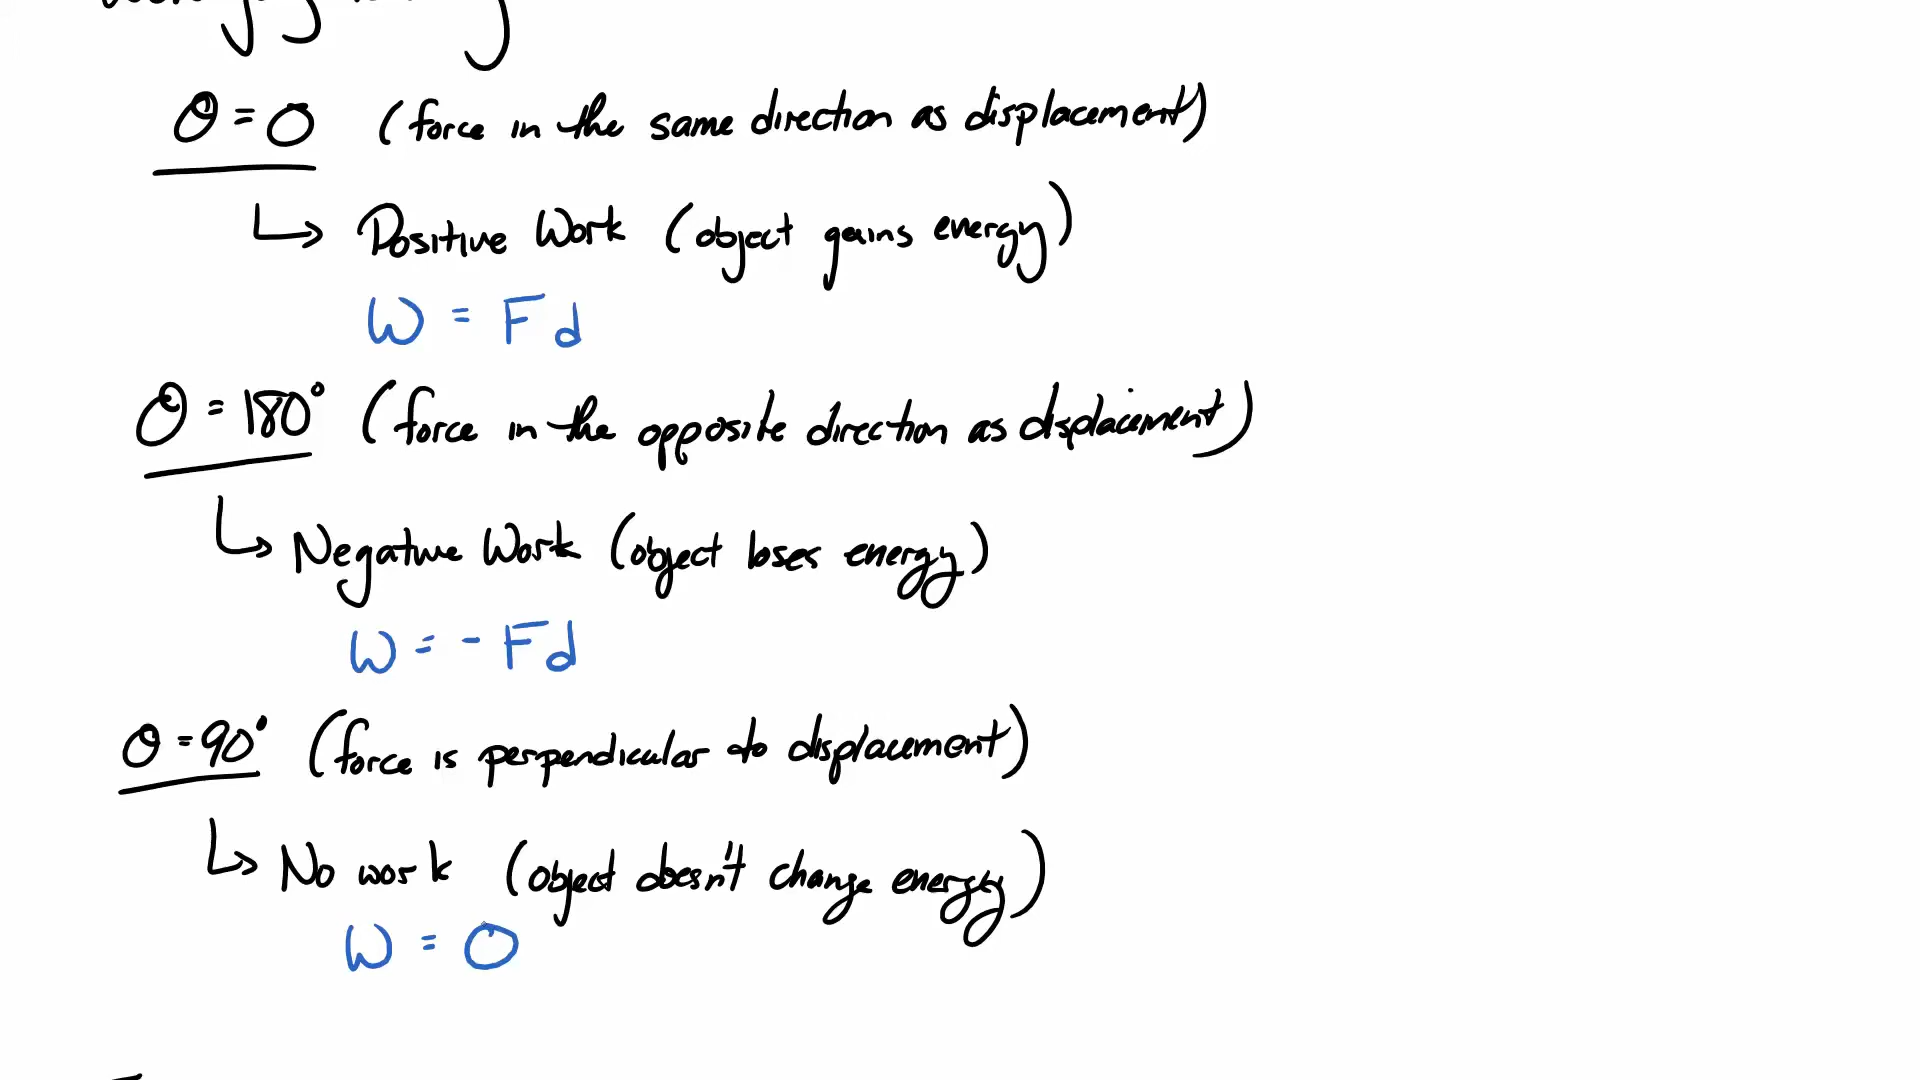 θ = 0 (force in the same direction as displacement)
↳ Positive Work (object gains energy)
W = Fd
θ = 180° (force in the opposite direction as displacement)
↳ Negative Work (object loses energy)
W = - Fd
θ = 90° (force is perpendicular to displacement)
↳ No work (object doesn't change energy)
W = 0